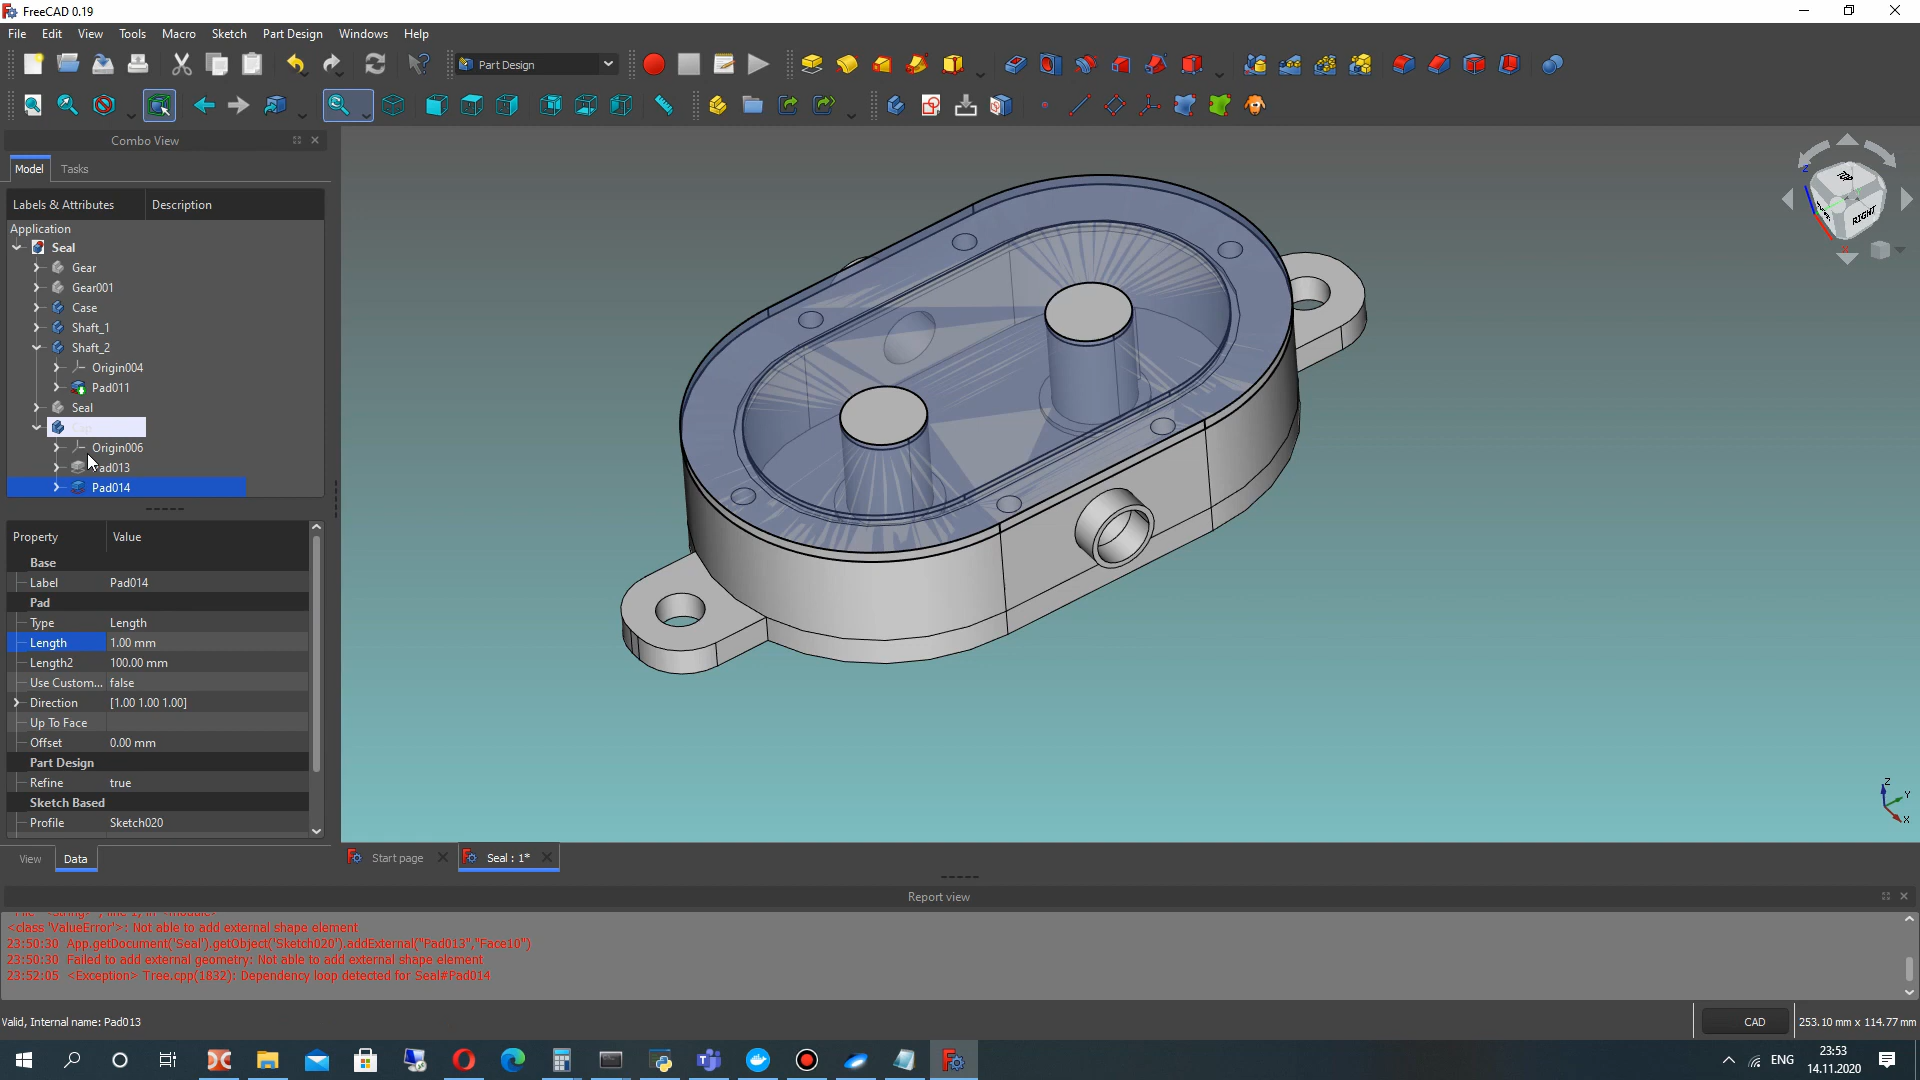 FreeCAD 0.19
File Edit View Tools Macro Sketch Part Design Windows Help
Part Design
Combo View
Model Tasks
Labels & Attributes Description
Application
Seal
Gear
Gear001
Case
Shaft_1
Shaft_2
Origin004
Pad011
Seal
Cap
Origin006
Pad013
Pad014
Property Value
Base
Label Pad014
Pad
Type Length
Length 1.00 mm
Length2 100.00 mm
Use Custom... false
Direction [1.00 1.00 1.00]
Up To Face
Offset 0.00 mm
Part Design
Refine true
Sketch Based
Profile Sketch020
View Data
RIGHT
Z
X
Z
Y
X
Start page Seal : 1*
Report view
File "<string>", line 1, in <module>
<class 'ValueError'>: Not able to add external shape element
23:50:30 App.getDocument('Seal').getObject('Sketch020').addExternal("Pad013","Face10")
23:50:30 Failed to add external geometry: Not able to add external shape element
23:52:05 <Exception> Tree.cpp(1832): Dependency loop detected for Seal#Pad014
Valid, Internal name: Pad013
CAD 253.10 mm x 114.77 mm
ENG
23:53
14.11.2020